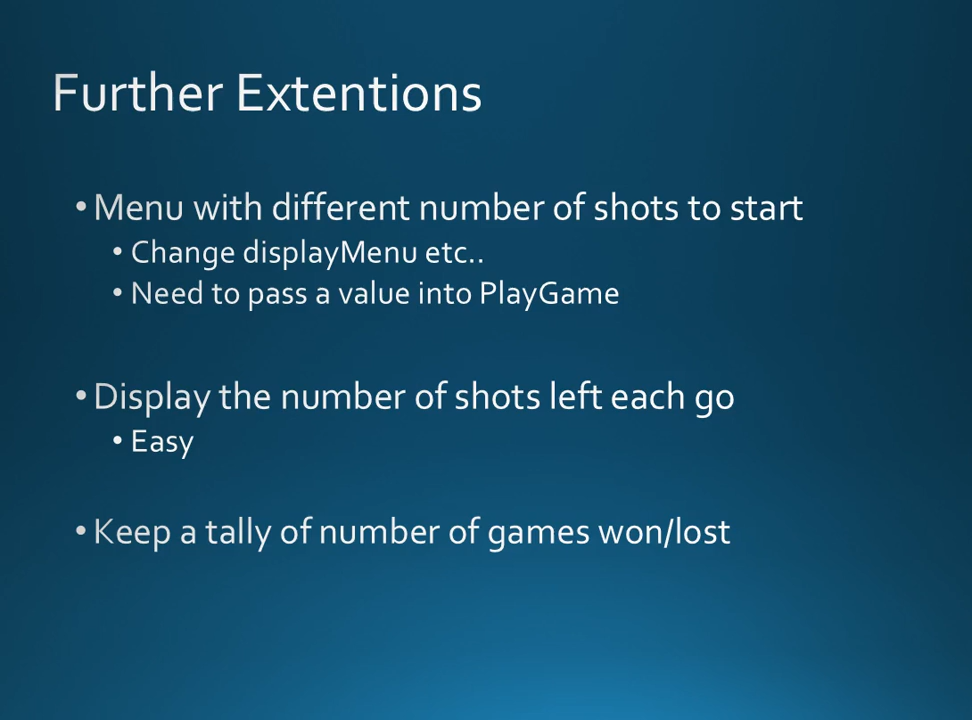 Further Extentions
• Menu with different number of shots to start
• Change displayMenu etc..
• Need to pass a value into PlayGame
• Display the number of shots left each go
• Easy
• Keep a tally of number of games won/lost